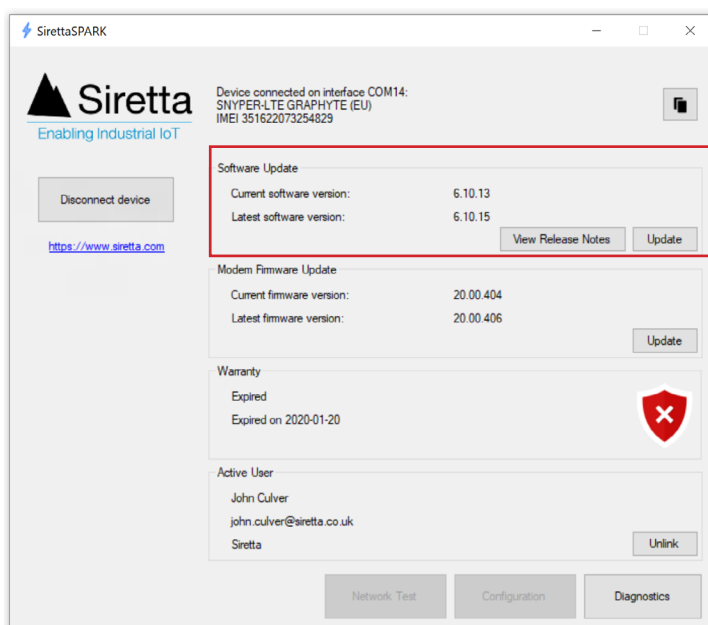 SirettaSPARK
Siretta
Enabling Industrial IoT
Device connected on interface COM14:
SNYPER-LTE GRAPHYTE (EU)
IMEI 351622073254829
Disconnect device
https://www.siretta.com
Software Update
Current software version: 6.10.13
Latest software version: 6.10.15
View Release Notes Update
Modem Firmware Update
Current firmware version: 20.00.404
Latest firmware version: 20.00.406
Update
Warranty
Expired
Expired on 2020-01-20
Active User
John Culver
john.culver@siretta.co.uk
Siretta
Unlink
Network Test Configuration Diagnostics